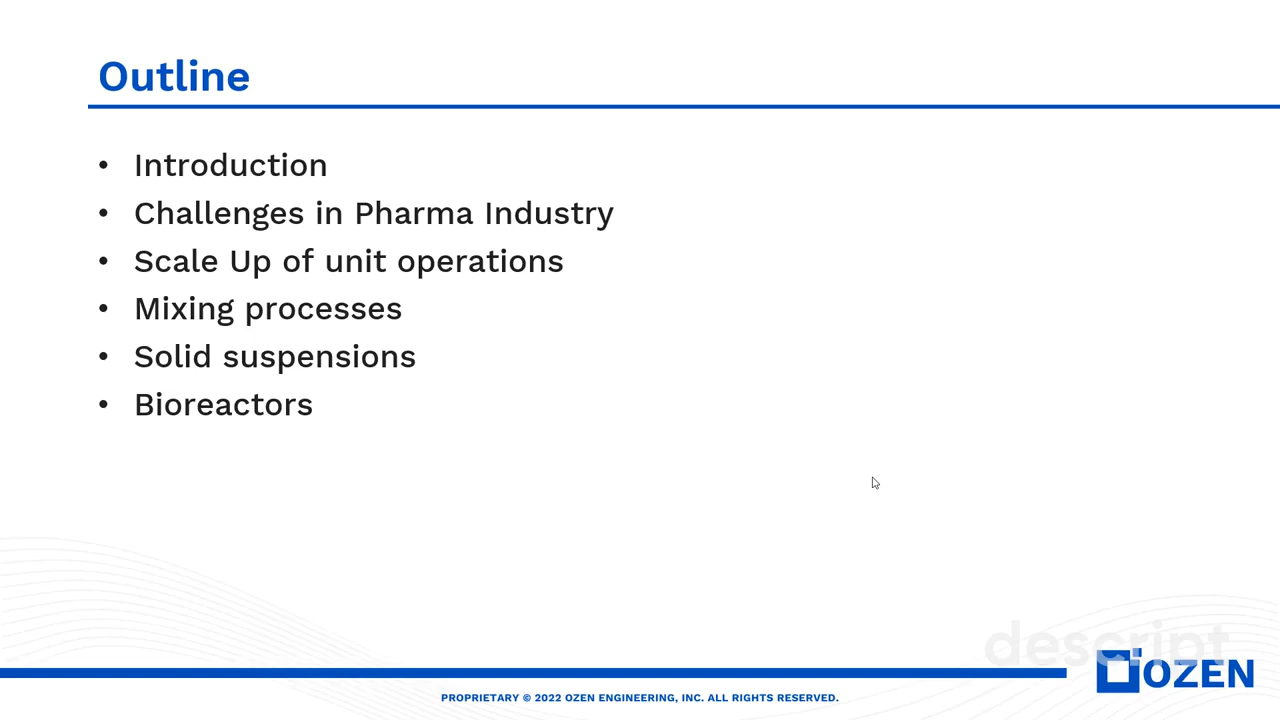 Outline
• Introduction
• Challenges in Pharma Industry
• Scale Up of unit operations
• Mixing processes
• Solid suspensions
• Bioreactors
descript
OZEN
PROPRIETARY © 2022 OZEN ENGINEERING, INC. ALL RIGHTS RESERVED.